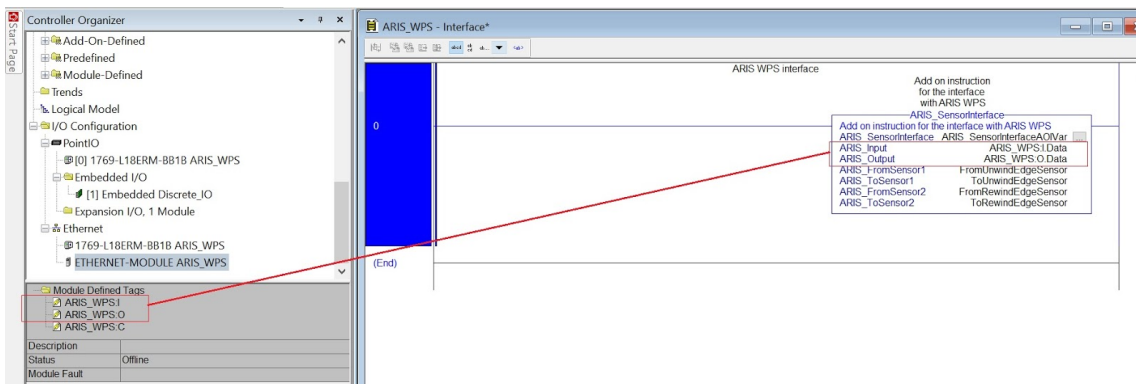 Start Page
Controller Organizer
Add-On-Defined
Predefined
Module-Defined
Trends
Logical Model
I/O Configuration
PointIO
[0] 1769-L18ERM-BB1B ARIS_WPS
Embedded I/O
[1] Embedded Discrete_IO
Expansion I/O, 1 Module
Ethernet
1769-L18ERM-BB1B ARIS_WPS
ETHERNET-MODULE ARIS_WPS
Module Defined Tags
ARIS_WPS:I
ARIS_WPS:O
ARIS_WPS:C
Description
Status Offline
Module Fault
ARIS_WPS - Interface*
ARIS WPS interface
Add on instruction
for the interface
with ARIS WPS
ARIS_SensorInterface
0
Add on instruction for the interface with ARIS WPS
ARIS_SensorInterface ARIS_SensorInterfaceAOIVar ...
ARIS_Input ARIS_WPS:I.Data
ARIS_Output ARIS_WPS:O.Data
ARIS_FromSensor1 FromUnwindEdgeSensor
ARIS_ToSensor1 ToUnwindEdgeSensor
ARIS_FromSensor2 FromRewindEdgeSensor
ARIS_ToSensor2 ToRewindEdgeSensor
(End)